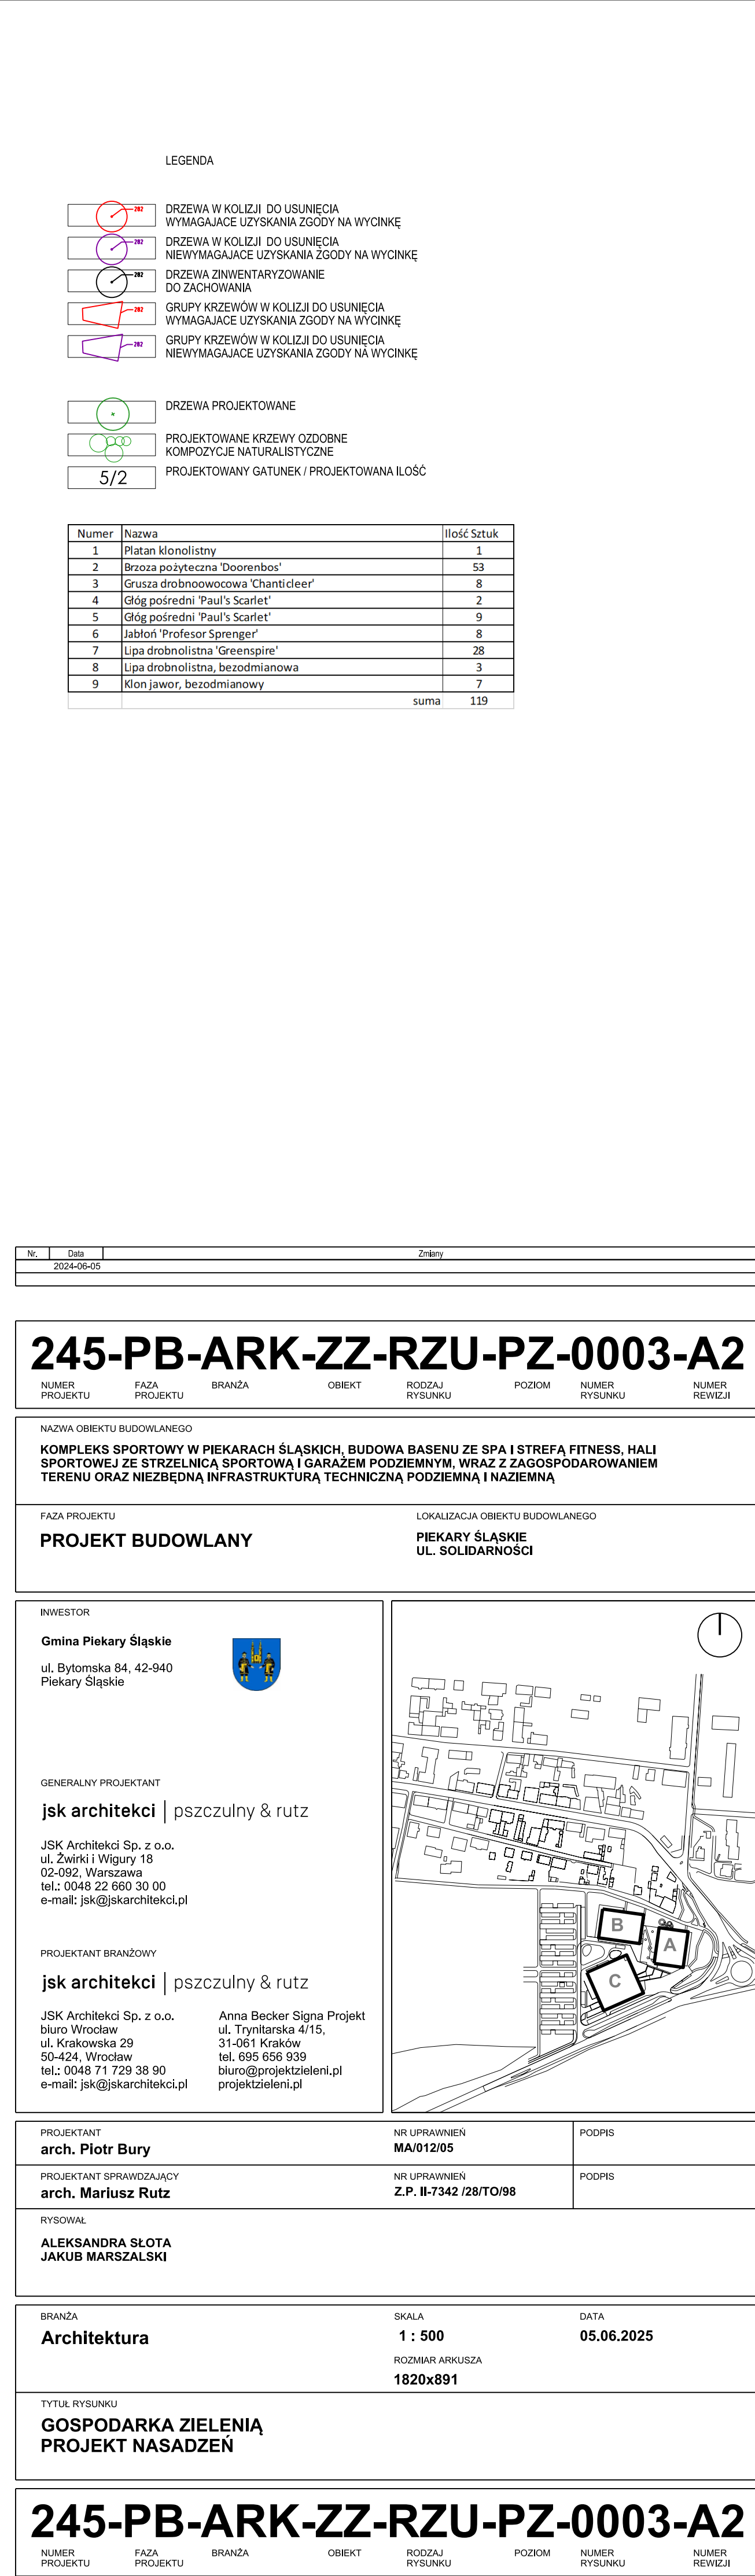 LEGENDA
282
DRZEWA W KOLIZJI DO USUNIĘCIA
WYMAGAJACE UZYSKANIA ZGODY NA WYCINKĘ
282
DRZEWA W KOLIZJI DO USUNIĘCIA
NIEWYMAGAJACE UZYSKANIA ZGODY NA WYCINKĘ
282
DRZEWA ZINWENTARYZOWANIE
DO ZACHOWANIA
282
GRUPY KRZEWÓW W KOLIZJI DO USUNIĘCIA
WYMAGAJACE UZYSKANIA ZGODY NA WYCINKĘ
282
GRUPY KRZEWÓW W KOLIZJI DO USUNIĘCIA
NIEWYMAGAJACE UZYSKANIA ZGODY NA WYCINKĘ
DRZEWA PROJEKTOWANE
PROJEKTOWANE KRZEWY OZDOBNE
KOMPOZYCJE NATURALISTYCZNE
5/2 PROJEKTOWANY GATUNEK / PROJEKTOWANA ILOŚĆ
Numer Nazwa Ilość Sztuk
1 Platan klonolistny 1
2 Brzoza pożyteczna 'Doorenbos' 53
3 Grusza drobnoowocowa 'Chanticleer' 8
4 Głóg pośredni 'Paul's Scarlet' 2
5 Głóg pośredni 'Paul's Scarlet' 9
6 Jabłoń 'Profesor Sprenger' 8
7 Lipa drobnolistna 'Greenspire' 28
8 Lipa drobnolistna, bezodmianowa 3
9 Klon jawor, bezodmianowy 7
suma 119
Nr. Data Zmiany
2024-06-05
245-PB-ARK-ZZ-RZU-PZ-0003-A2
NUMER FAZA BRANŻA OBIEKT RODZAJ POZIOM NUMER NUMER
PROJEKTU PROJEKTU RYSUNKU RYSUNKU REWIZJI
NAZWA OBIEKTU BUDOWLANEGO
KOMPLEKS SPORTOWY W PIEKARACH ŚLĄSKICH, BUDOWA BASENU ZE SPA I STREFĄ FITNESS, HALI
SPORTOWEJ ZE STRZELNICĄ SPORTOWĄ I GARAŻEM PODZIEMNYM, WRAZ Z ZAGOSPODAROWANIEM
TERENU ORAZ NIEZBĘDNĄ INFRASTRUKTURĄ TECHNICZNĄ PODZIEMNĄ I NAZIEMNĄ
FAZA PROJEKTU
PROJEKT BUDOWLANY
LOKALIZACJA OBIEKTU BUDOWLANEGO
PIEKARY ŚLĄSKIE
UL. SOLIDARNOŚCI
INWESTOR
Gmina Piekary Śląskie
ul. Bytomska 84, 42-940
Piekary Śląskie
GENERALNY PROJEKTANT
jsk architekci | pszczulny & rutz
JSK Architekci Sp. z o.o.
ul. Żwirki i Wigury 18
02-092, Warszawa
tel.: 0048 22 660 30 00
e-mail: jsk@jskarchitekci.pl
PROJEKTANT BRANŻOWY
jsk architekci | pszczulny & rutz
JSK Architekci Sp. z o.o.
biuro Wrocław
ul. Krakowska 29
50-424, Wrocław
tel.: 0048 71 729 38 90
e-mail: jsk@jskarchitekci.pl
Anna Becker Signa Projekt
ul. Trynitarska 4/15,
31-061 Kraków
tel. 695 656 939
biuro@projektzieleni.pl
projektzieleni.pl
B
A
C
PROJEKTANT NR UPRAWNIEŃ PODPIS
arch. Piotr Bury MA/012/05
PROJEKTANT SPRAWDZAJĄCY NR UPRAWNIEŃ PODPIS
arch. Mariusz Rutz Z.P. II-7342 /28/TO/98
RYSOWAŁ
ALEKSANDRA SŁOTA
JAKUB MARSZALSKI
BRANŻA SKALA DATA
Architektura 1 : 500 05.06.2025
ROZMIAR ARKUSZA
1820x891
TYTUŁ RYSUNKU
GOSPODARKA ZIELENIĄ
PROJEKT NASADZEŃ
245-PB-ARK-ZZ-RZU-PZ-0003-A2
NUMER FAZA BRANŻA OBIEKT RODZAJ POZIOM NUMER NUMER
PROJEKTU PROJEKTU RYSUNKU RYSUNKU REWIZJI